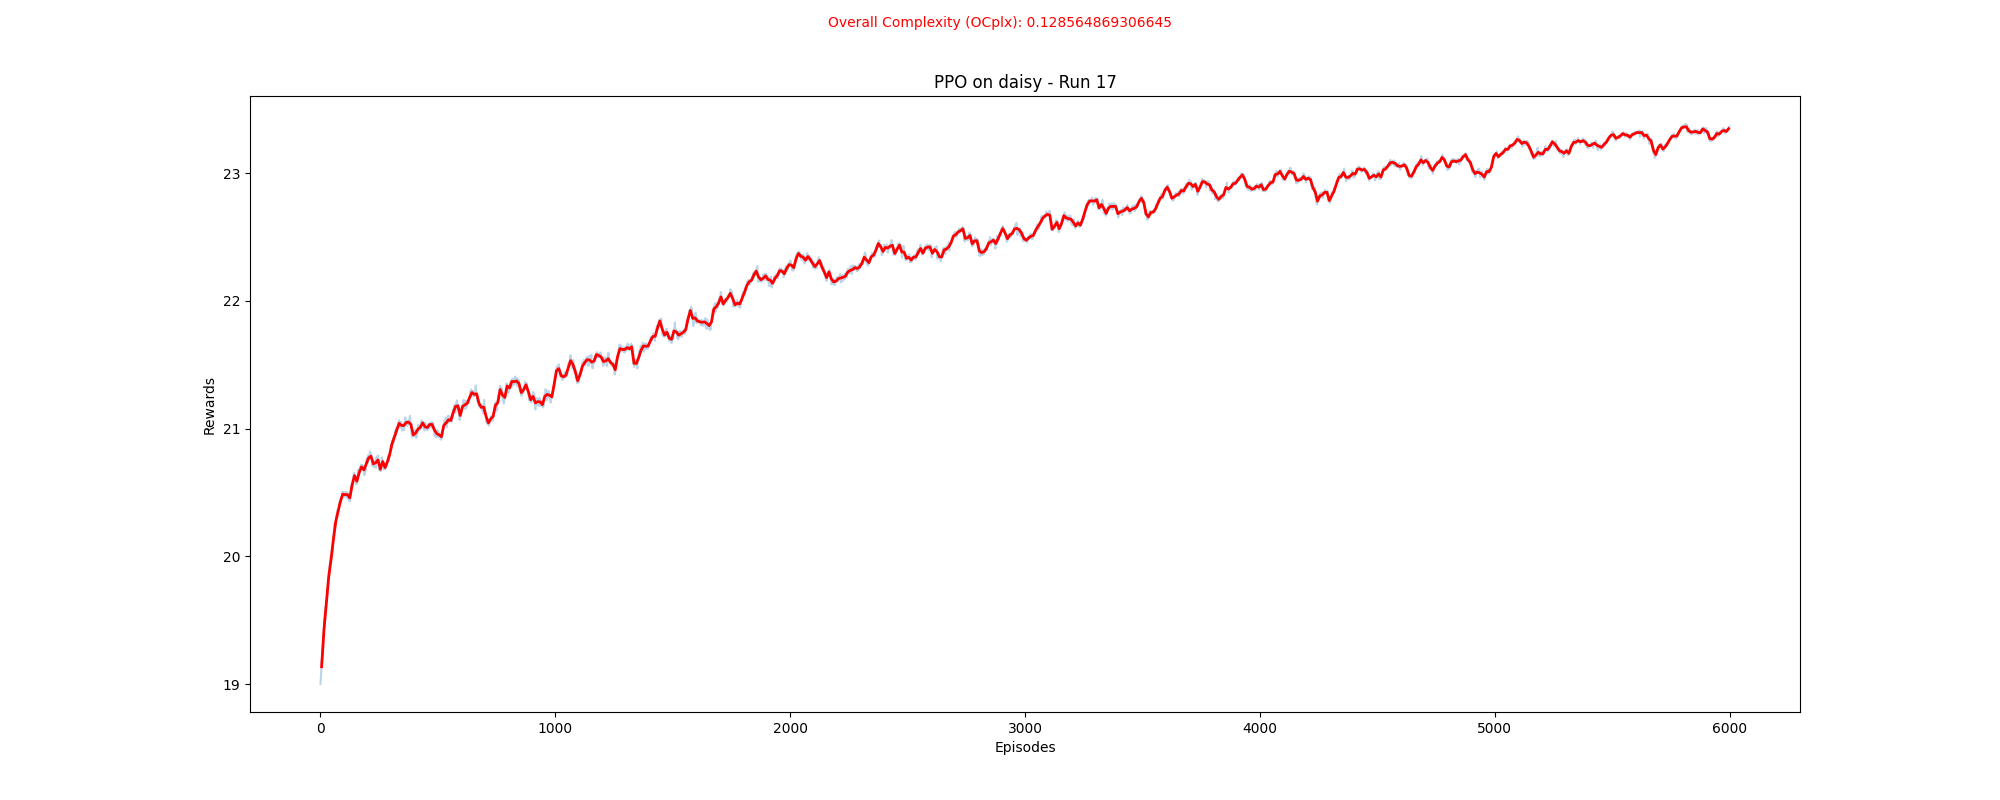 Overall Complexity (OCplx): 0.128564869306645
PPO on daisy - Run 17
Rewards
23
22
21
20
19
0 1000 2000 3000 4000 5000 6000
Episodes